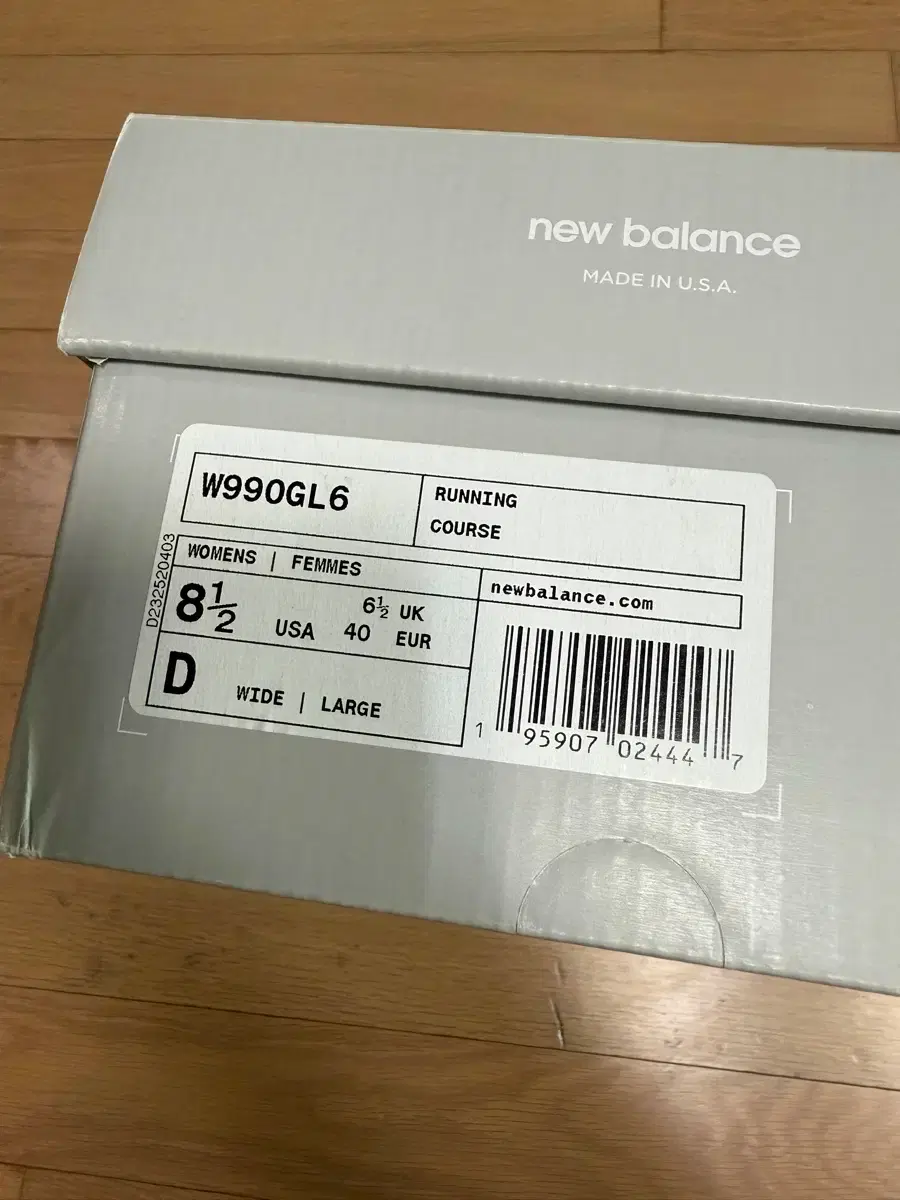 new balance
MADE IN U.S.A.
W990GL6
RUNNING
COURSE
WOMENS | FEMMES
8½ USA
6½ UK
40 EUR
D WIDE | LARGE
newbalance.com
1 95907 02444 7
D232520403